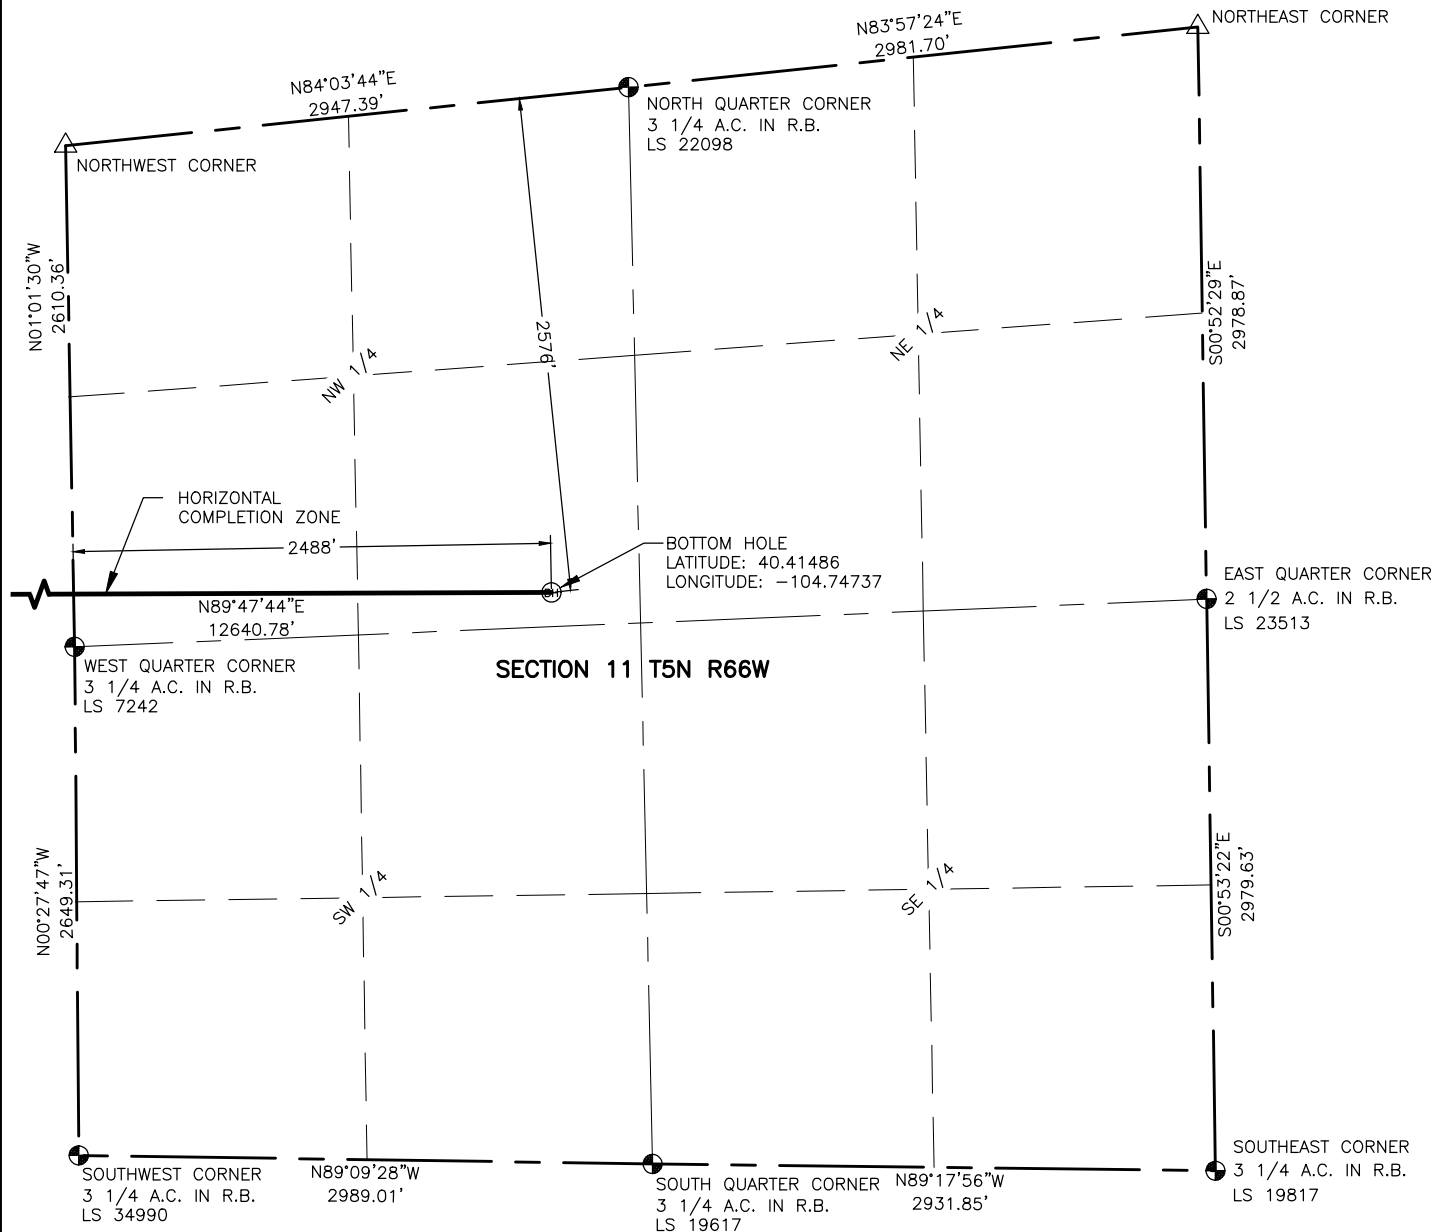 NORTHEAST CORNER
N83°57'24"E
2981.70'
N84°03'44"E
2947.39'
NORTH QUARTER CORNER
3 1/4 A.C. IN R.B.
LS 22098
NORTHWEST CORNER
N01°01'30"W
2610.36'
S00°52'29"E
2978.87'
2576'
NE 1/4
NW 1/4
HORIZONTAL
COMPLETION ZONE
2488'
BOTTOM HOLE
LATITUDE: 40.41486
LONGITUDE: -104.74737
EAST QUARTER CORNER
2 1/2 A.C. IN R.B.
LS 23513
N89°47'44"E
12640.78'
WEST QUARTER CORNER
3 1/4 A.C. IN R.B.
LS 7242
SECTION 11 T5N R66W
N00°27'47"W
2649.31'
SW 1/4
SE 1/4
S00°53'22"E
2979.63'
SOUTHWEST CORNER
3 1/4 A.C. IN R.B.
LS 34990
N89°09'28"W
2989.01'
SOUTH QUARTER CORNER
3 1/4 A.C. IN R.B.
LS 19617
N89°17'56"W
2931.85'
SOUTHEAST CORNER
3 1/4 A.C. IN R.B.
LS 19817